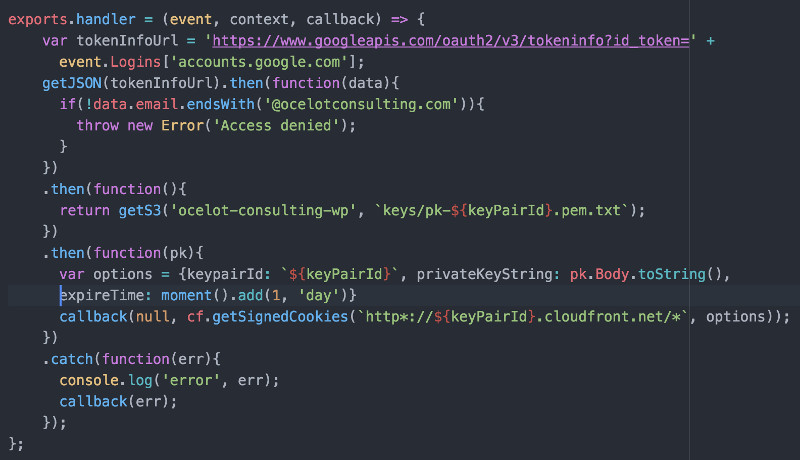 exports.handler = (event, context, callback) => {
    var tokenInfoUrl = 'https://www.googleapis.com/oauth2/v3/tokeninfo?id_token=' +
      event.Logins['accounts.google.com'];
    getJSON(tokenInfoUrl).then(function(data){
      if(!data.email.endsWith('@ocelotconsulting.com')){
        throw new Error('Access denied');
      }
    })
    .then(function(){
      return getS3('ocelot-consulting-wp', `keys/pk-${keyPairId}.pem.txt`);
    })
    .then(function(pk){
      var options = {keypairId: `${keyPairId}`, privateKeyString: pk.Body.toString(),
      expireTime: moment().add(1, 'day')}
      callback(null, cf.getSignedCookies(`http*://${keyPairId}.cloudfront.net/*`, options));
    })
    .catch(function(err){
      console.log('error', err);
      callback(err);
    });
};